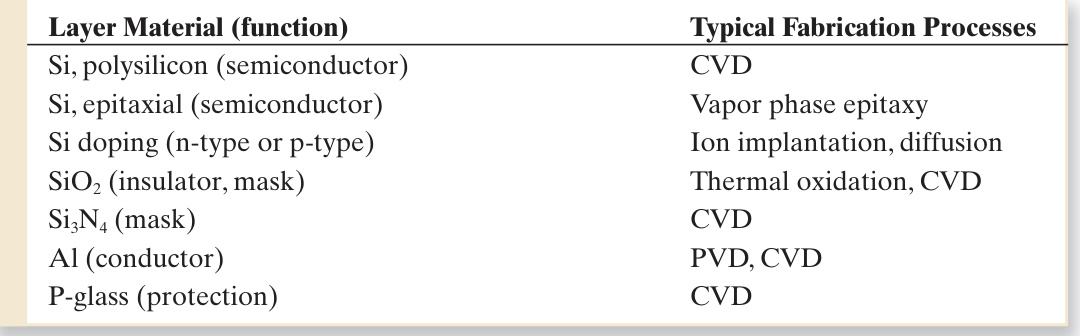 Layer Material (function) Typical Fabrication Processes
Si, polysilicon (semiconductor) CVD
Si, epitaxial (semiconductor) Vapor phase epitaxy
Si doping (n-type or p-type) Ion implantation, diffusion
SiO₂ (insulator, mask) Thermal oxidation, CVD
Si₃N₄ (mask) CVD
Al (conductor) PVD, CVD
P-glass (protection) CVD